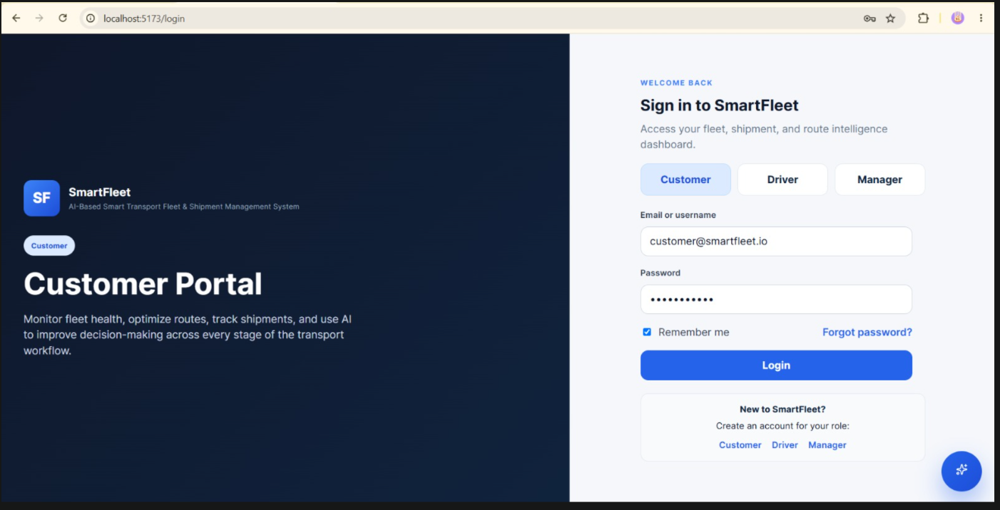 localhost:5173/login
SF
SmartFleet
AI-Based Smart Transport Fleet & Shipment Management System
Customer
Customer Portal
Monitor fleet health, optimize routes, track shipments, and use AI
to improve decision-making across every stage of the transport
workflow.
WELCOME BACK
Sign in to SmartFleet
Access your fleet, shipment, and route intelligence
dashboard.
Customer Driver Manager
Email or username
customer@smartfleet.io
Password
•••••••••••
Remember me Forgot password?
Login
New to SmartFleet?
Create an account for your role:
Customer Driver Manager